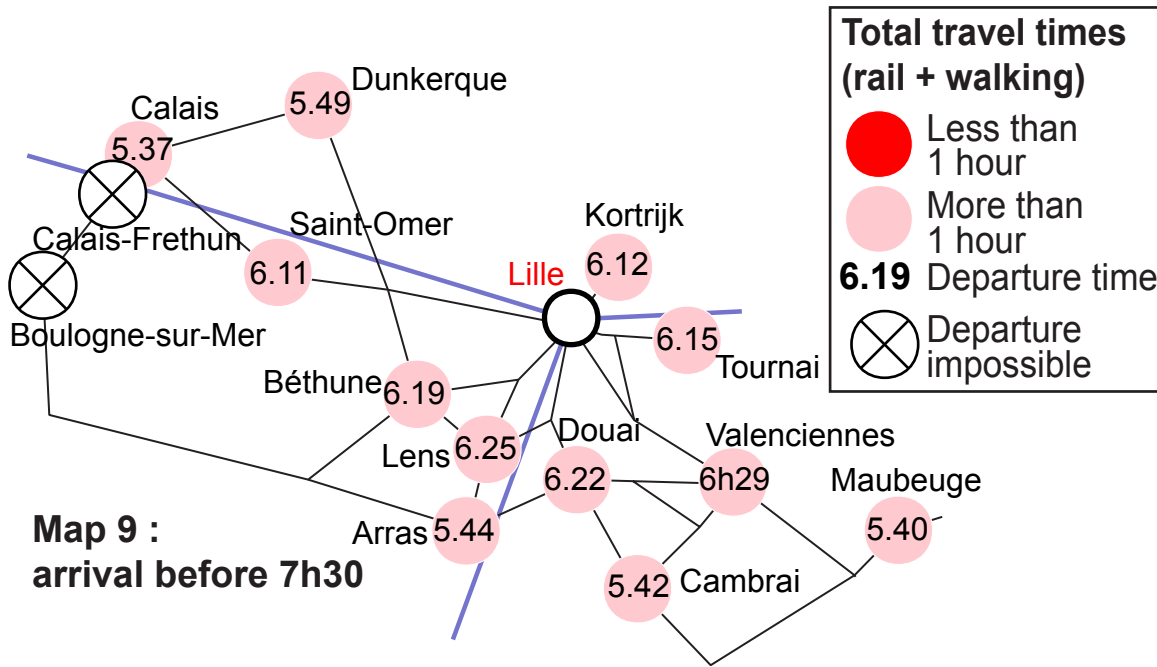 Dunkerque
5.49
Calais
5.37
Calais-Frethun
Saint-Omer
6.11
Kortrijk
6.12
Lille
Boulogne-sur-Mer
6.15
Tournai
Béthune
6.19
Lens
6.25
Douai
6.22
Valenciennes
6h29
Maubeuge
5.40
Arras
5.44
5.42
Cambrai
Map 9 :
arrival before 7h30
Total travel times
(rail + walking)
Less than
1 hour
More than
1 hour
6.19 Departure time
Departure
impossible